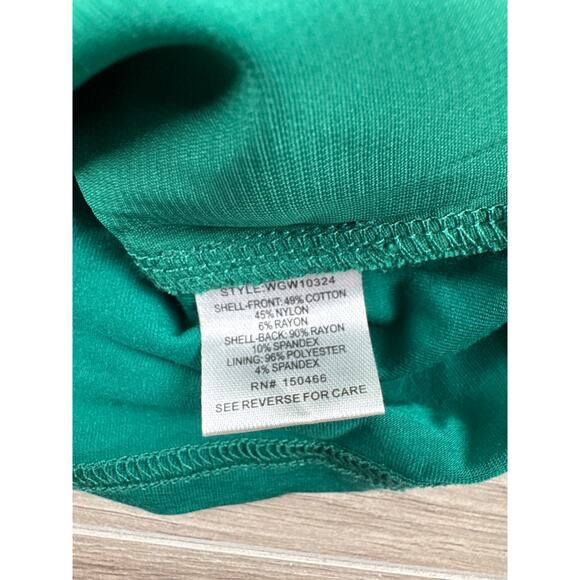 STYLE:WGW10324
SHELL-FRONT: 49% COTTON
45% NYLON
6% RAYON
SHELL-BACK: 90% RAYON
10% SPANDEX
LINING: 96% POLYESTER
4% SPANDEX
RN# 150466
SEE REVERSE FOR CARE